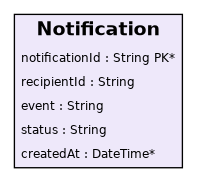 Notification
notificationId : String PK*
recipientId : String
event : String
status : String
createdAt : DateTime*